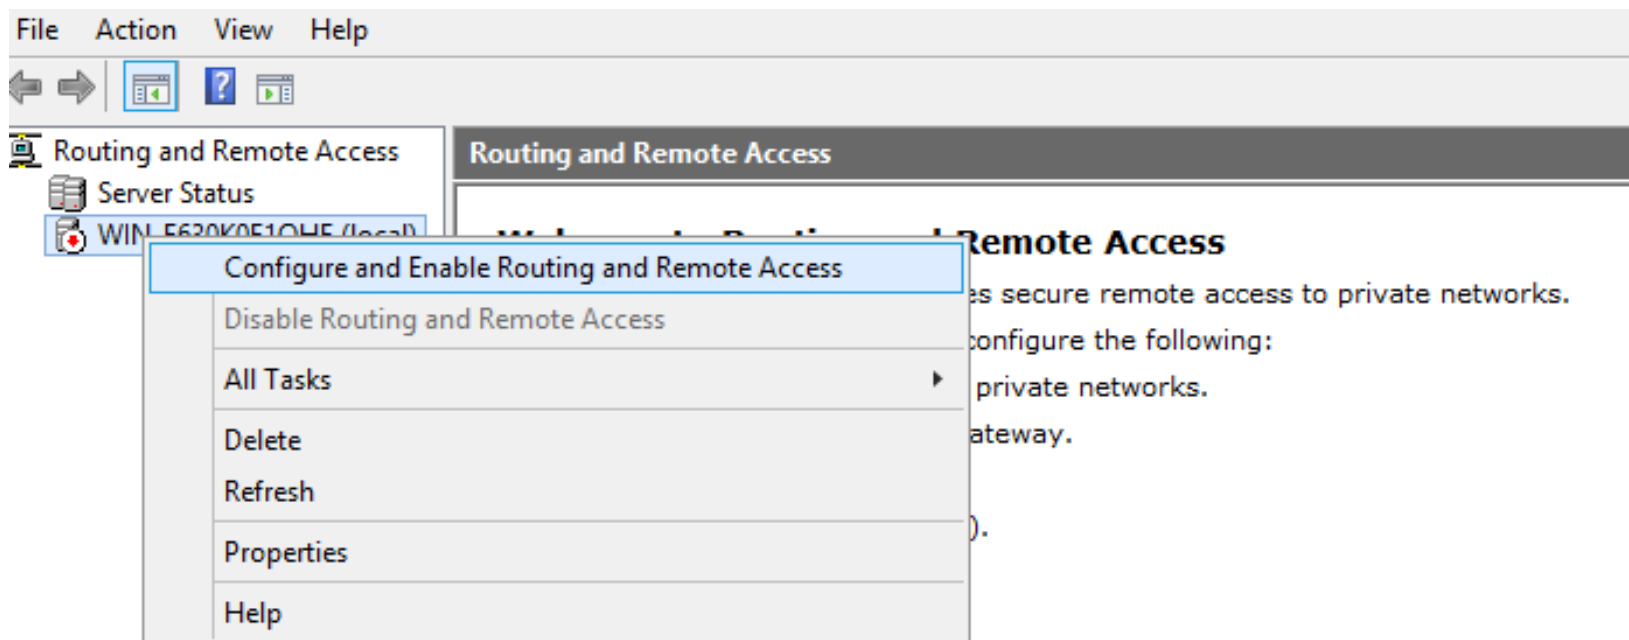 File Action View Help
Routing and Remote Access
Server Status
(local)
Routing and Remote Access
Remote Access
secure remote access to private networks.
configure the following:
private networks.
).
Configure and Enable Routing and Remote Access
Disable Routing and Remote Access
All Tasks
Delete
Refresh
Properties
Help